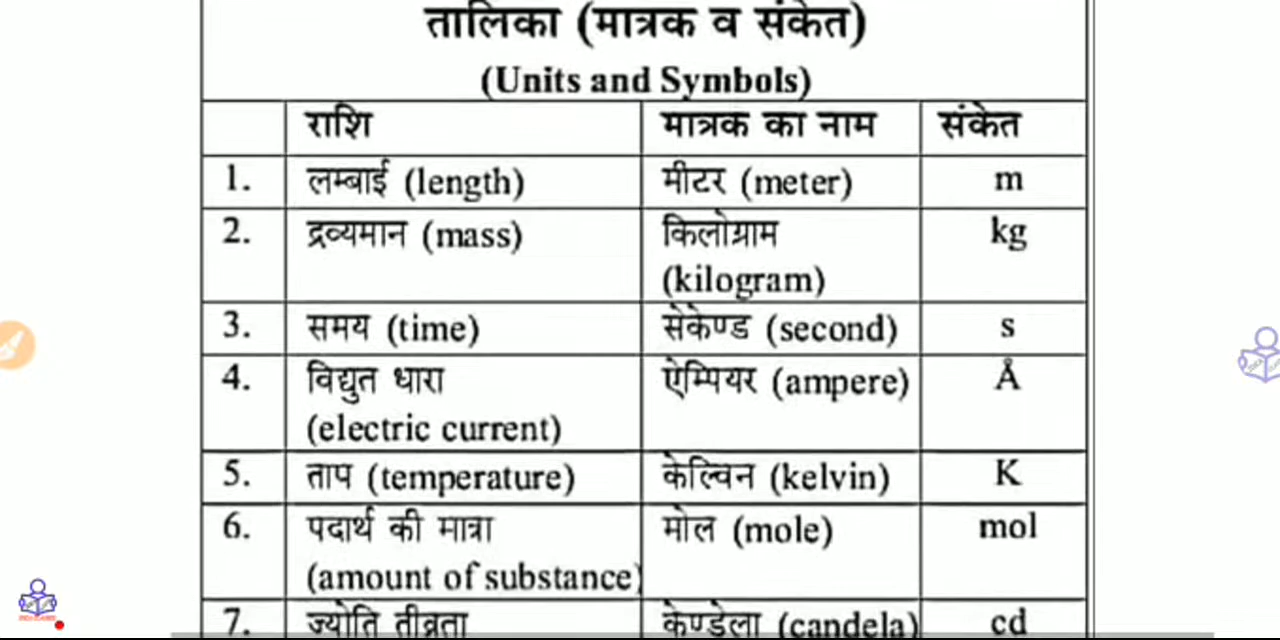 तालिका (मात्रक व संकेत)
(Units and Symbols)
राशि मात्रक का नाम संकेत
1. लम्बाई (length) मीटर (meter) m
2. द्रव्यमान (mass) किलोग्राम kg
(kilogram)
3. समय (time) सेकेण्ड (second) s
4. विद्युत धारा ऐम्पियर (ampere) Å
(electric current)
5. ताप (temperature) केल्विन (kelvin) K
6. पदार्थ की मात्रा मोल (mole) mol
(amount of substance)
7. ज्योति तीव्रता केण्डेला (candela) cd